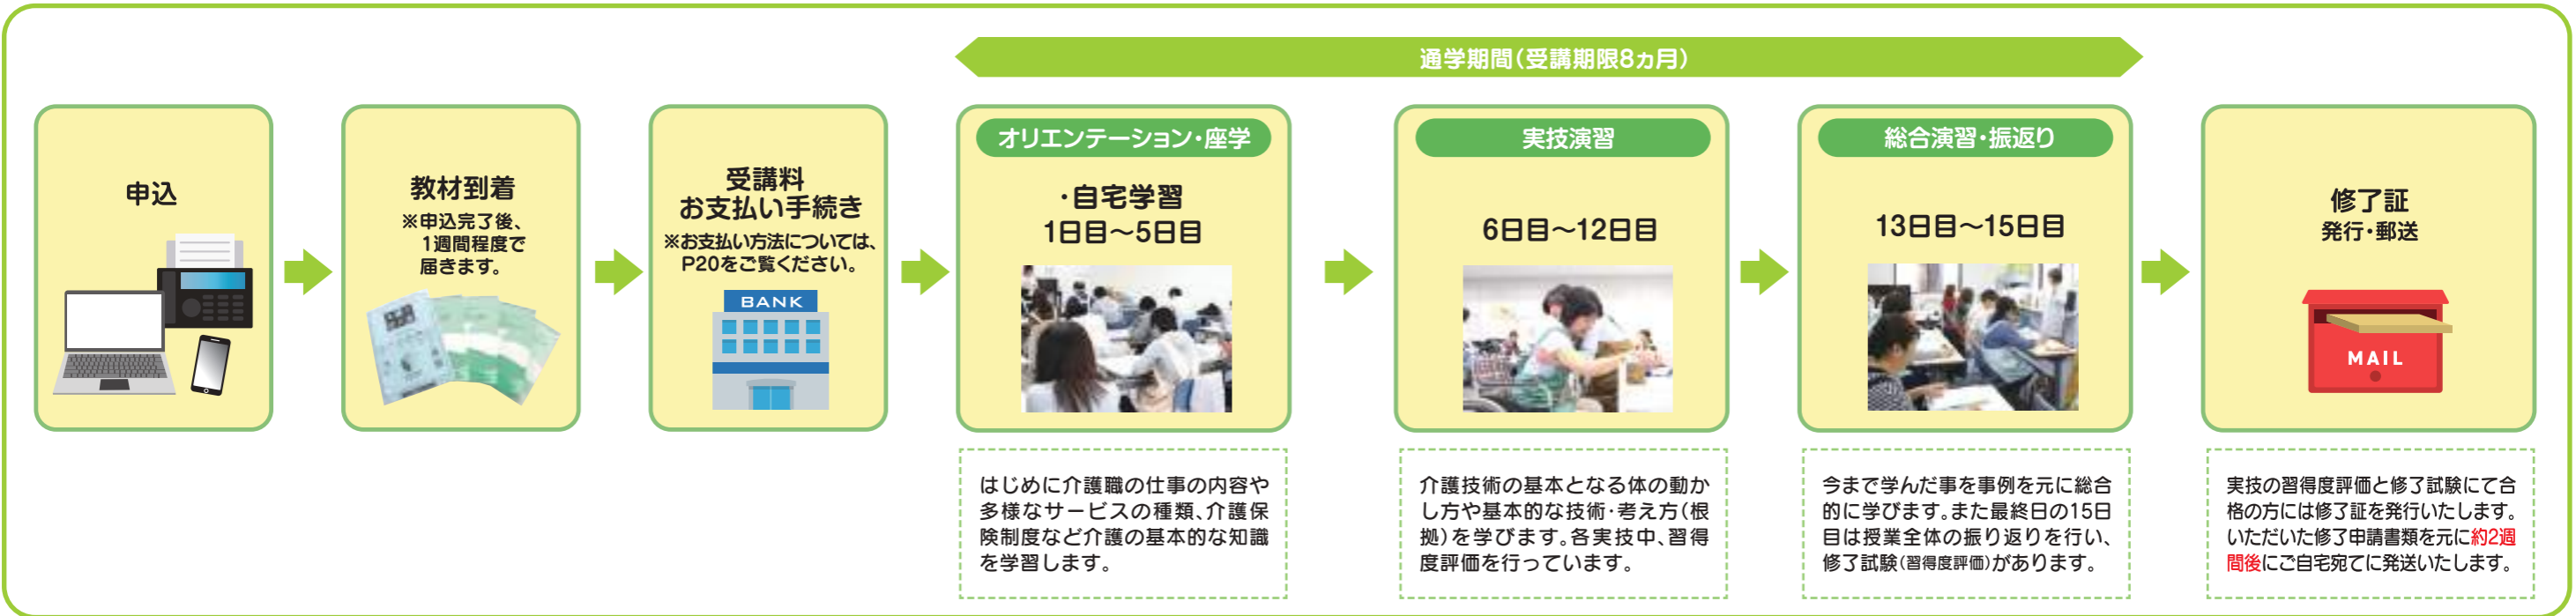 通学期間(受講期限8ヵ月)
申込
教材到着
※申込完了後、
1週間程度で
届きます。
受講料
お支払い手続き
※お支払い方法については、
P20をご覧ください。
BANK
オリエンテーション・座学
・自宅学習
1日目〜5日目
はじめに介護職の仕事の内容や
多様なサービスの種類、介護保
険制度など介護の基本的な知識
を学習します。
実技演習
6日目〜12日目
介護技術の基本となる体の動か
し方や基本的な技術・考え方(根
拠)を学びます。各実技中、習得
度評価を行っています。
総合演習・振返り
13日目〜15日目
今まで学んだ事を事例を元に総合
的に学びます。また最終日の15日
目は授業全体の振り返りを行い、
修了試験(習得度評価)があります。
修了証
発行・郵送
MAIL
実技の習得度評価と修了試験にて合
格の方には修了証を発行いたします。
いただいた修了申請書類を元に約2週
間後にご自宅宛てに発送いたします。